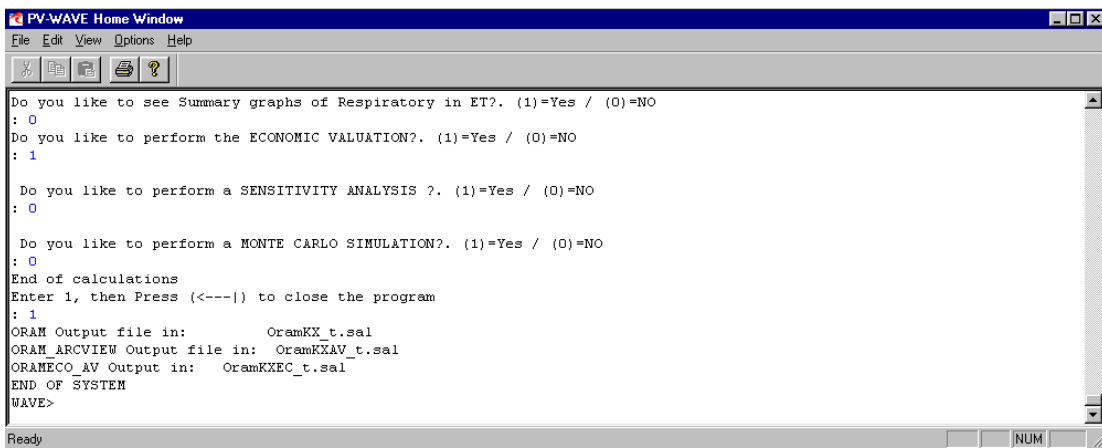 PV-WAVE Home Window
File Edit View Options Help
Do you like to see Summary graphs of Respiratory in ET?. (1)=Yes / (0)=NO
: 0
Do you like to perform the ECONOMIC VALUATION?. (1)=Yes / (0)=NO
: 1
Do you like to perform a SENSITIVITY ANALYSIS ?. (1)=Yes / (0)=NO
: 0
Do you like to perform a MONTE CARLO SIMULATION?. (1)=Yes / (0)=NO
: 0
End of calculations
Enter 1, then Press (<---|) to close the program
: 1
ORAM Output file in: OramKX_t.sal
ORAM_ARCVIEW Output file in: OramKXAV_t.sal
ORAMECO_AV Output in: OramKXEC_t.sal
END OF SYSTEM
WAVE>
Ready NUM